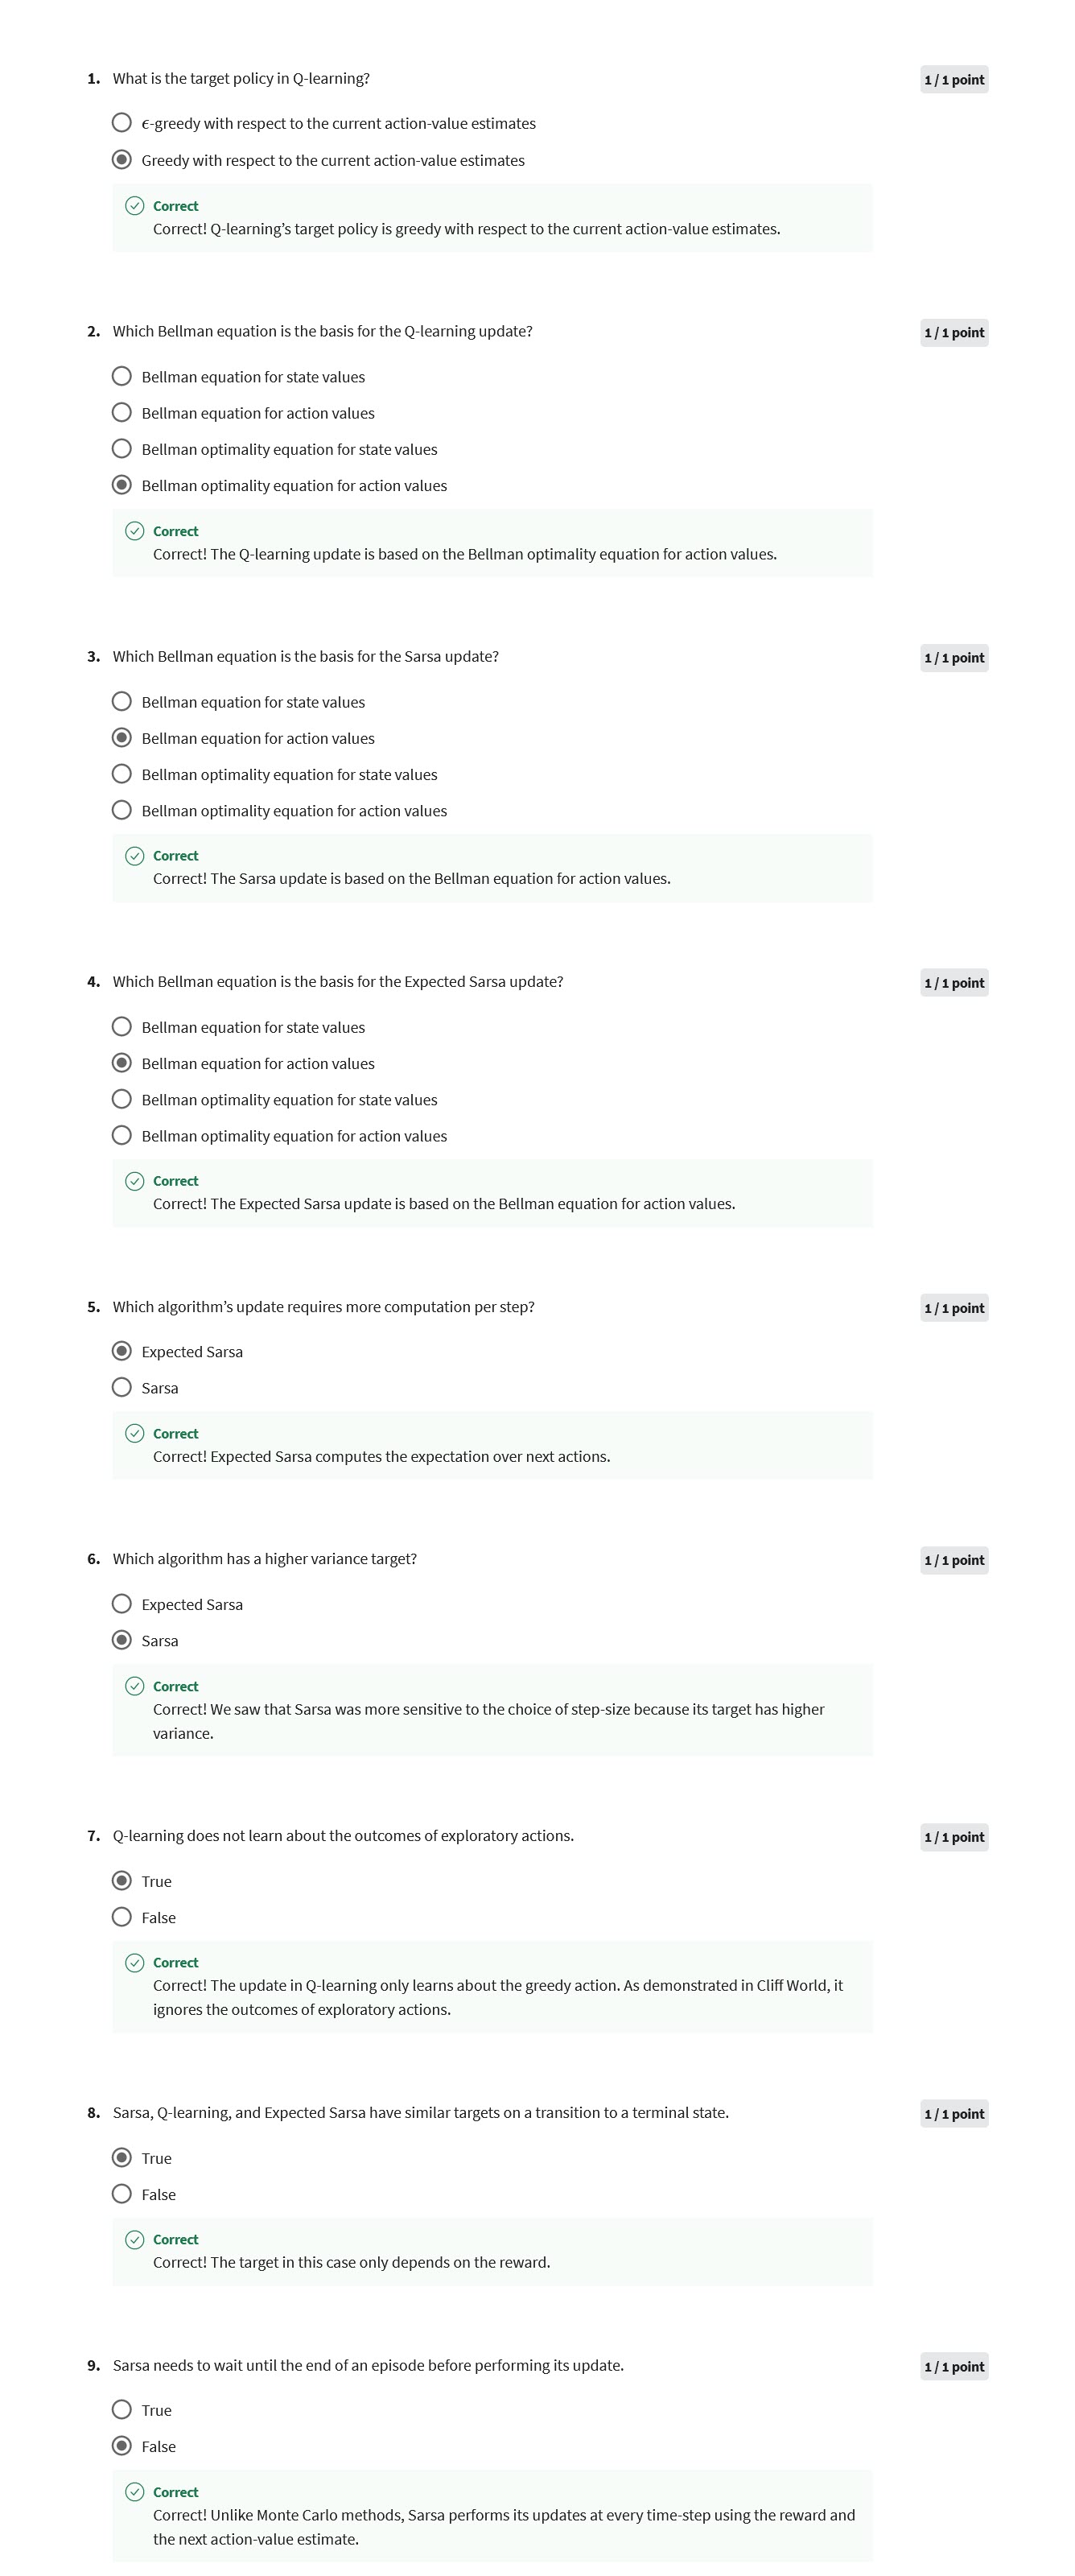 1. What is the target policy in Q-learning?
1 / 1 point
ϵ-greedy with respect to the current action-value estimates
Greedy with respect to the current action-value estimates
Correct
Correct! Q-learning’s target policy is greedy with respect to the current action-value estimates.
2. Which Bellman equation is the basis for the Q-learning update?
1 / 1 point
Bellman equation for state values
Bellman equation for action values
Bellman optimality equation for state values
Bellman optimality equation for action values
Correct
Correct! The Q-learning update is based on the Bellman optimality equation for action values.
3. Which Bellman equation is the basis for the Sarsa update?
1 / 1 point
Bellman equation for state values
Bellman equation for action values
Bellman optimality equation for state values
Bellman optimality equation for action values
Correct
Correct! The Sarsa update is based on the Bellman equation for action values.
4. Which Bellman equation is the basis for the Expected Sarsa update?
1 / 1 point
Bellman equation for state values
Bellman equation for action values
Bellman optimality equation for state values
Bellman optimality equation for action values
Correct
Correct! The Expected Sarsa update is based on the Bellman equation for action values.
5. Which algorithm’s update requires more computation per step?
1 / 1 point
Expected Sarsa
Sarsa
Correct
Correct! Expected Sarsa computes the expectation over next actions.
6. Which algorithm has a higher variance target?
1 / 1 point
Expected Sarsa
Sarsa
Correct
Correct! We saw that Sarsa was more sensitive to the choice of step-size because its target has higher
variance.
7. Q-learning does not learn about the outcomes of exploratory actions.
1 / 1 point
True
False
Correct
Correct! The update in Q-learning only learns about the greedy action. As demonstrated in Cliff World, it
ignores the outcomes of exploratory actions.
8. Sarsa, Q-learning, and Expected Sarsa have similar targets on a transition to a terminal state.
1 / 1 point
True
False
Correct
Correct! The target in this case only depends on the reward.
9. Sarsa needs to wait until the end of an episode before performing its update.
1 / 1 point
True
False
Correct
Correct! Unlike Monte Carlo methods, Sarsa performs its updates at every time-step using the reward and
the next action-value estimate.